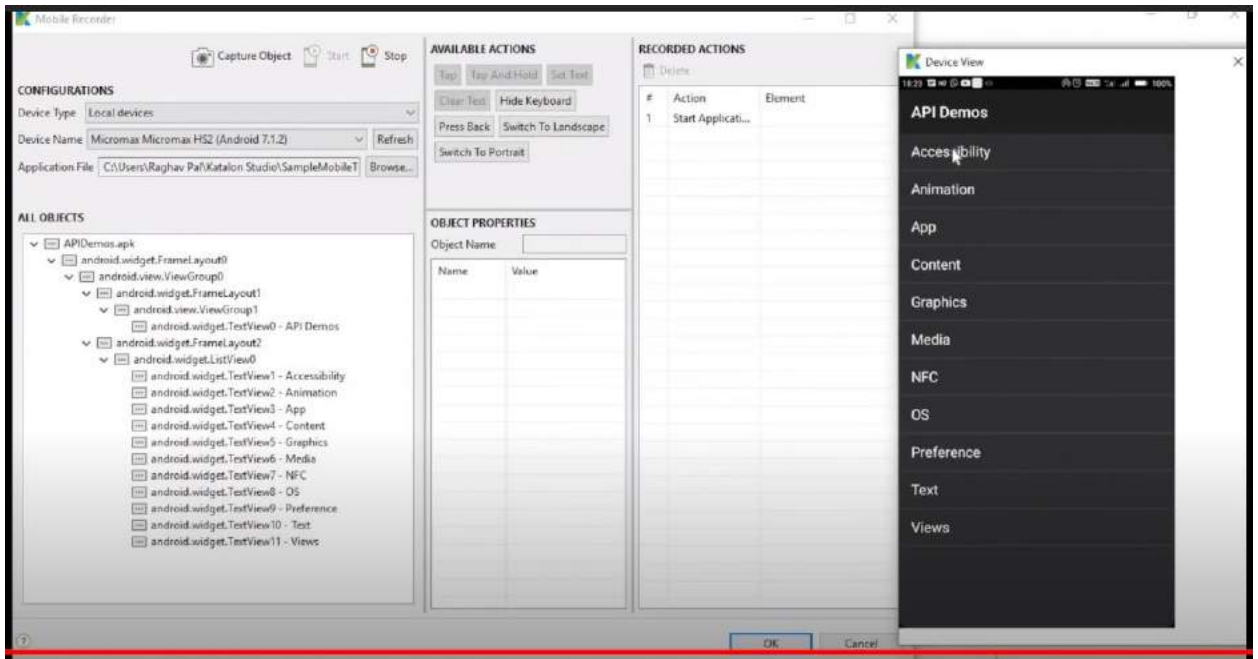 Mobile Recorder
Capture Object Start Stop
CONFIGURATIONS
Device Type Local devices
Device Name Micromax Micromax HS2 (Android 7.1.2) Refresh
Application File C:\Users\Raghav Pal\Katalon Studio\SampleMobileT Browse...
ALL OBJECTS
APIDemos.apk
android.widget.FrameLayout0
android.view.ViewGroup0
android.widget.FrameLayout1
android.view.ViewGroup1
android.widget.TextView0 - API Demos
android.widget.FrameLayout2
android.widget.ListView0
android.widget.TextView1 - Accessibility
android.widget.TextView2 - Animation
android.widget.TextView3 - App
android.widget.TextView4 - Content
android.widget.TextView5 - Graphics
android.widget.TextView6 - Media
android.widget.TextView7 - NFC
android.widget.TextView8 - OS
android.widget.TextView9 - Preference
android.widget.TextView10 - Text
android.widget.TextView11 - Views
AVAILABLE ACTIONS
Tap Tap And Hold Set Text
Clear Text Hide Keyboard
Press Back Switch To Landscape
Switch To Portrait
OBJECT PROPERTIES
Object Name
Name Value
RECORDED ACTIONS
Delete
# Action Element
1 Start Applicati...
OK Cancel
Device View
18:23 100%
API Demos
Accessibility
Animation
App
Content
Graphics
Media
NFC
OS
Preference
Text
Views